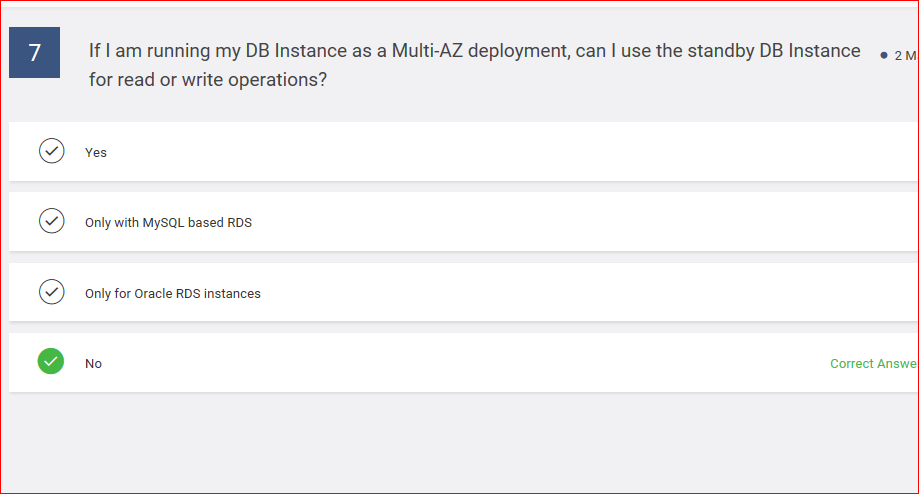 7
If I am running my DB Instance as a Multi-AZ deployment, can I use the standby DB Instance
for read or write operations?
2 M
Yes
Only with MySQL based RDS
Only for Oracle RDS instances
No
Correct Answe